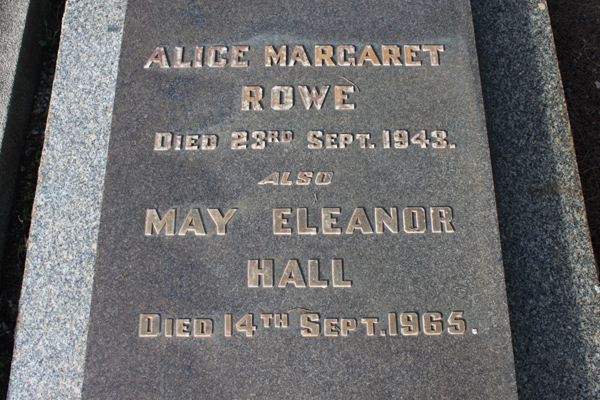 ALICE MARGARET
ROWE
DIED 23RD SEPT. 1943.
ALSO
MAY ELEANOR
HALL
DIED 14TH SEPT. 1965.